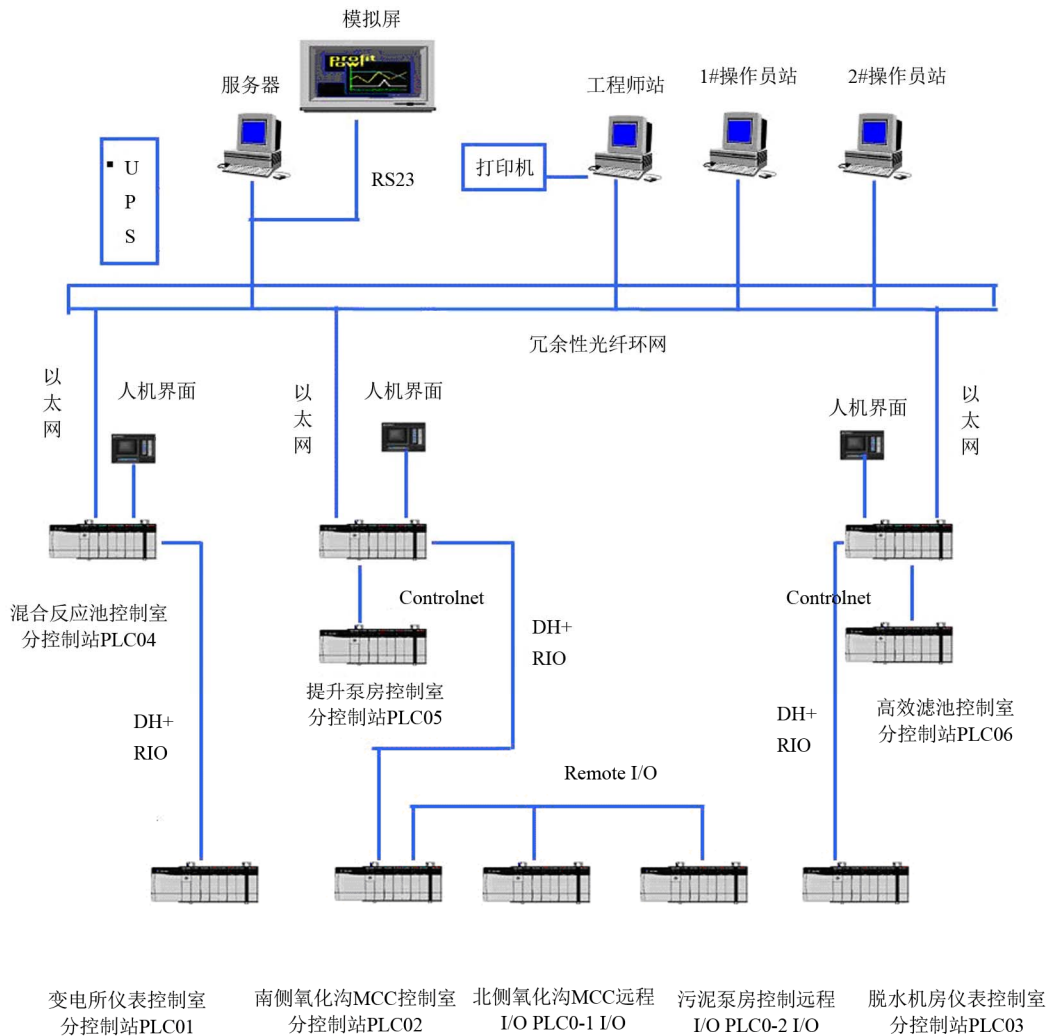 模拟屏
服务器
工程师站
1#操作员站
2#操作员站
profit
flow
▪ U
P
S
RS23
打印机
冗余性光纤环网
以
太
网
人机界面
以
太
网
人机界面
人机界面
以
太
网
混合反应池控制室
分控制站PLC04
Controlnet
DH+
RIO
提升泵房控制室
分控制站PLC05
Controlnet
高效滤池控制室
分控制站PLC06
DH+
RIO
DH+
RIO
Remote I/O
变电所仪表控制室
分控制站PLC01
南侧氧化沟MCC控制室
分控制站PLC02
北侧氧化沟MCC远程
I/O PLC0-1 I/O
污泥泵房控制远程
I/O PLC0-2 I/O
脱水机房仪表控制室
分控制站PLC03